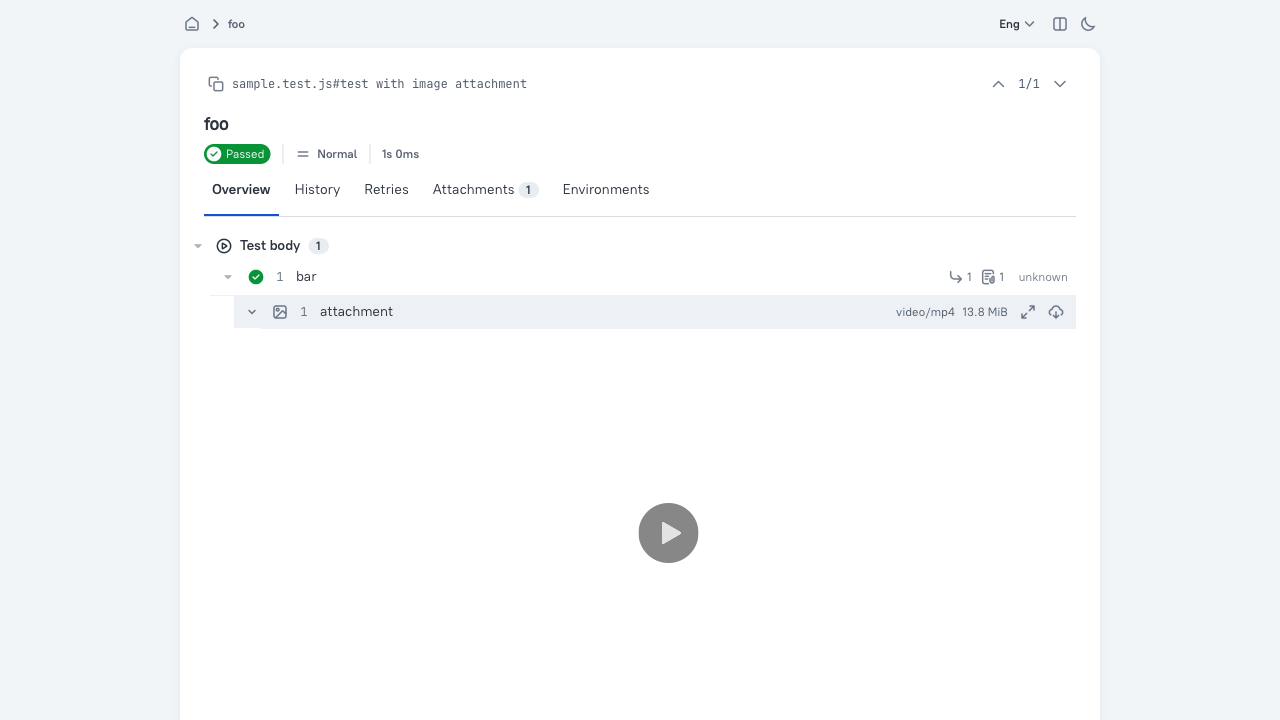 foo
Eng
sample.test.js#test with image attachment
1/1
foo
Passed
Normal
1s 0ms
Overview
History
Retries
Attachments 1
Environments
Test body 1
1 bar
1
1
unknown
1 attachment
video/mp4 13.8 MiB